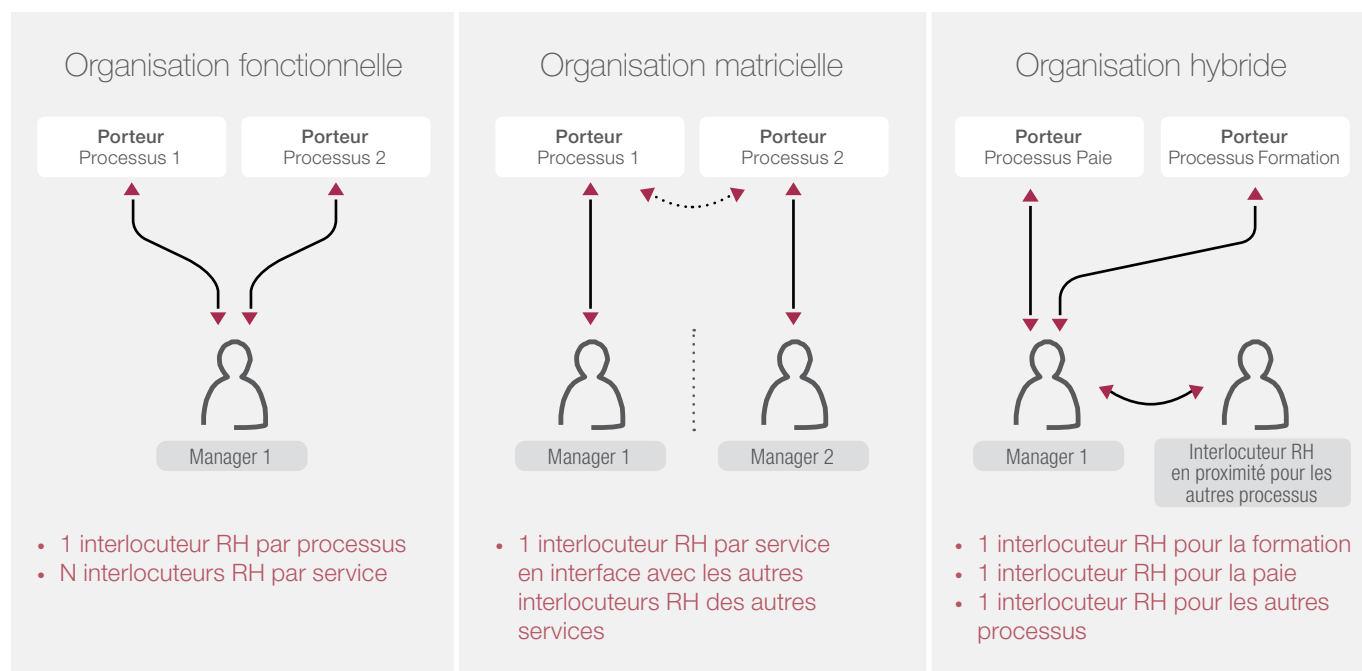 Organisation fonctionnelle
Porteur
Processus 1
Porteur
Processus 2
Manager 1
• 1 interlocuteur RH par processus
• N interlocuteurs RH par service
Organisation matricielle
Porteur
Processus 1
Porteur
Processus 2
Manager 1
Manager 2
• 1 interlocuteur RH par service
en interface avec les autres
interlocuteurs RH des autres
services
Organisation hybride
Porteur
Processus Paie
Porteur
Processus Formation
Manager 1
Interlocuteur RH
en proximité pour les
autres processus
• 1 interlocuteur RH pour la formation
• 1 interlocuteur RH pour la paie
• 1 interlocuteur RH pour les autres
processus